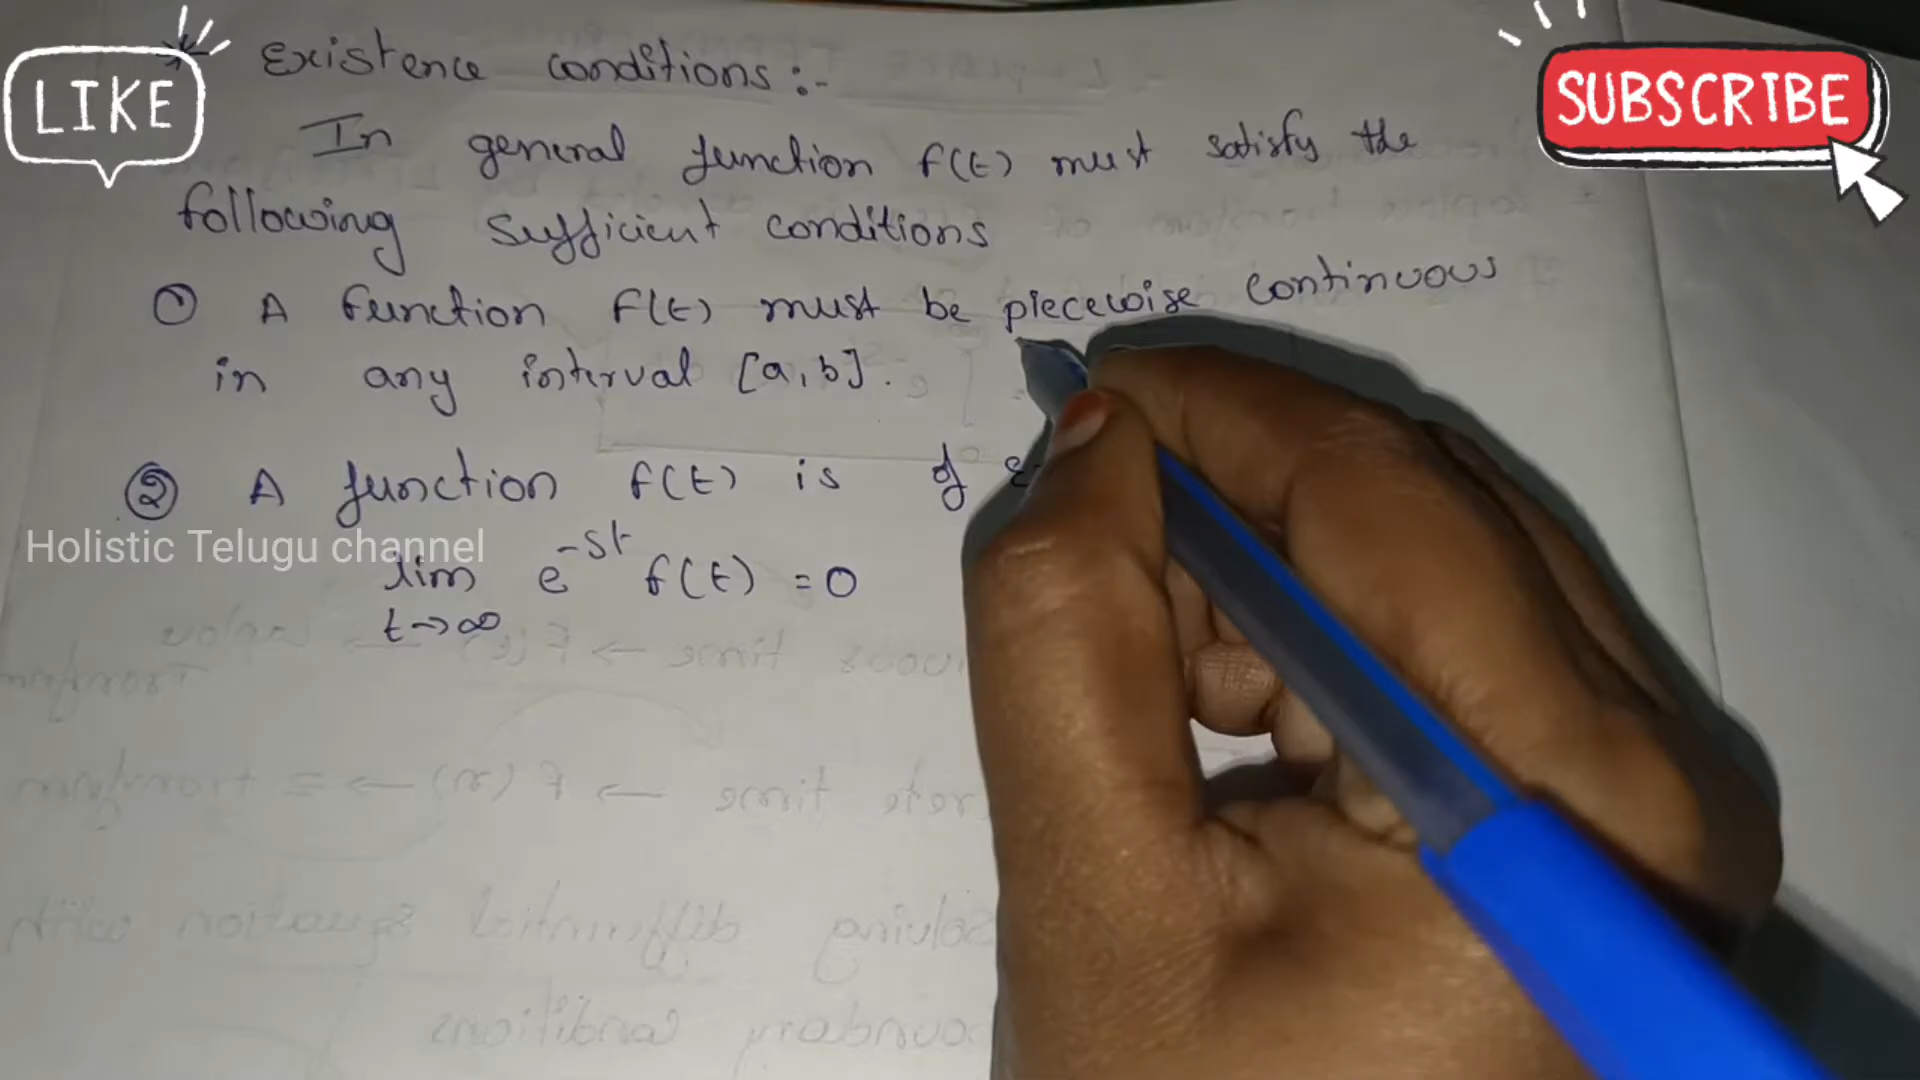 LIKE
SUBSCRIBE
Existence conditions :-
In general function f(t) must satisfy the
following sufficient conditions
① A function f(t) must be piecewise continuous
in any interval [a,b].
② A function f(t) is of
Holistic Telugu channel
lim e^-st f(t) = 0
t→∞